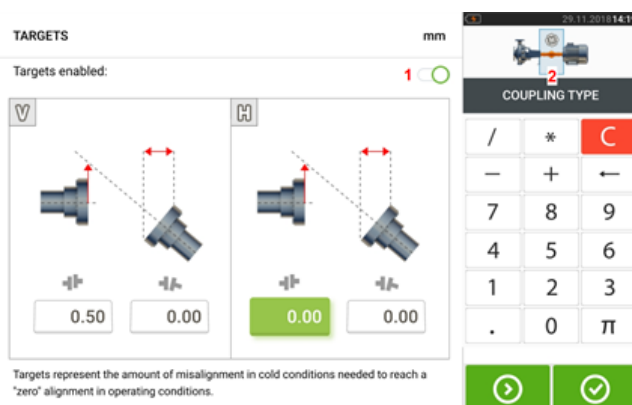 29.11.2018 14:19
TARGETS
mm
Targets enabled:
1
2
COUPLING TYPE
V
H
/
*
C
−
+
←
7
8
9
4
5
6
1
2
3
.
0
π
0.50
0.00
0.00
0.00
Targets represent the amount of misalignment in cold conditions needed to reach a
"zero" alignment in operating conditions.